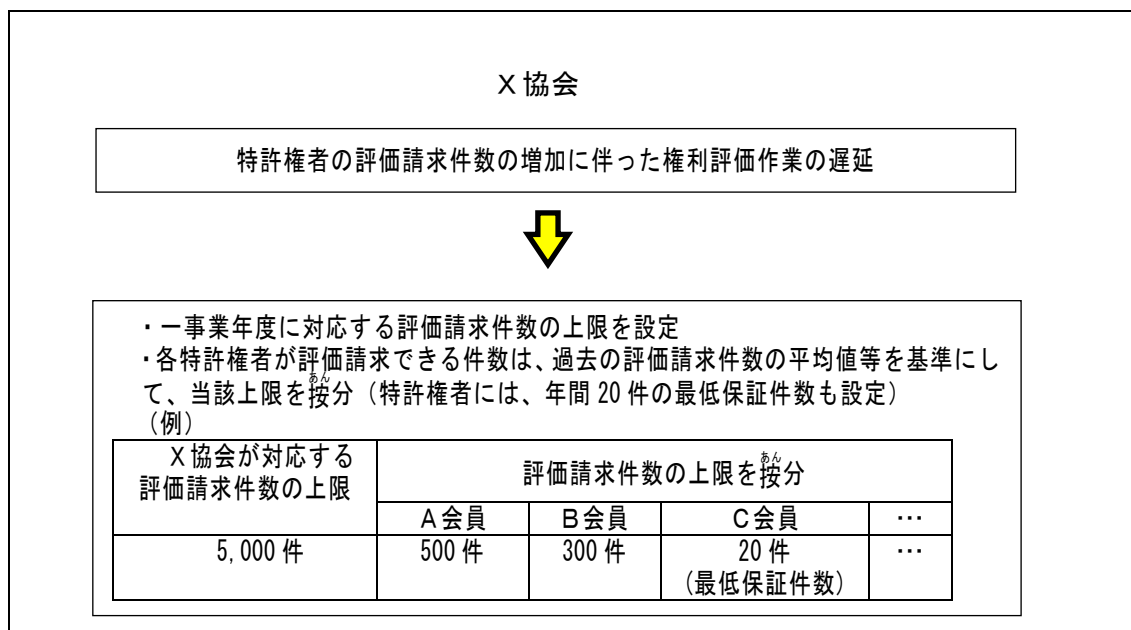 X協会
特許権者の評価請求件数の増加に伴った権利評価作業の遅延
・一事業年度に対応する評価請求件数の上限を設定
・各特許権者が評価請求できる件数は、過去の評価請求件数の平均値等を基準にし
あん
て、当該上限を按分（特許権者には、年間20件の最低保証件数も設定）
（例）
X協会が対応する
評価請求件数の上限
あん
評価請求件数の上限を按分
A会員 B会員 C会員 …
5,000件 500件 300件 20件 …
（最低保証件数）